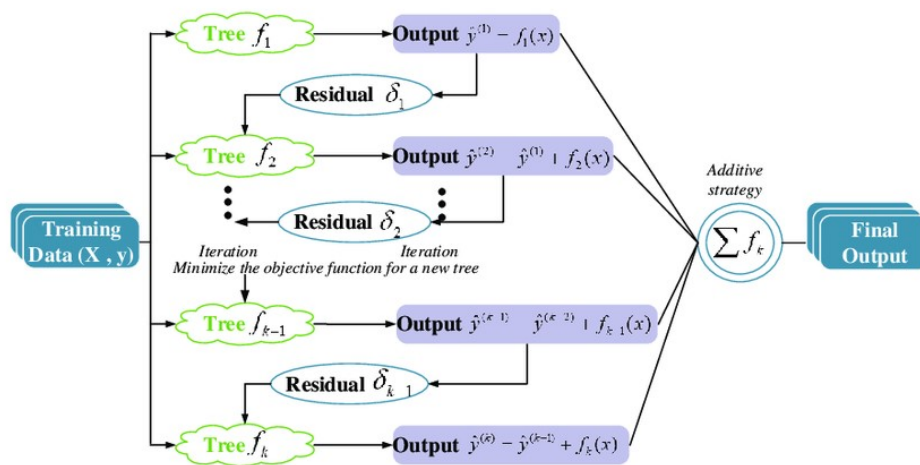 Tree f₁
Output ŷ⁽¹⁾ − f₁(x)
Residual δ₁
Tree f₂
Output ŷ⁽²⁾ ŷ⁽¹⁾ + f₂(x)
Additive
strategy
Training
Data (X , y)
Residual δ₂
∑ fₖ
Final
Output
Iteration
Iteration
Minimize the objective function for a new tree
Tree fₖ₋₁
Output ŷ⁽ᵏ⁻¹⁾ ŷ⁽ᵏ⁻²⁾ + fₖ₋₁(x)
Residual δₖ₋₁
Tree fₖ
Output ŷ⁽ᵏ⁾ − ŷ⁽ᵏ⁻¹⁾ + fₖ(x)